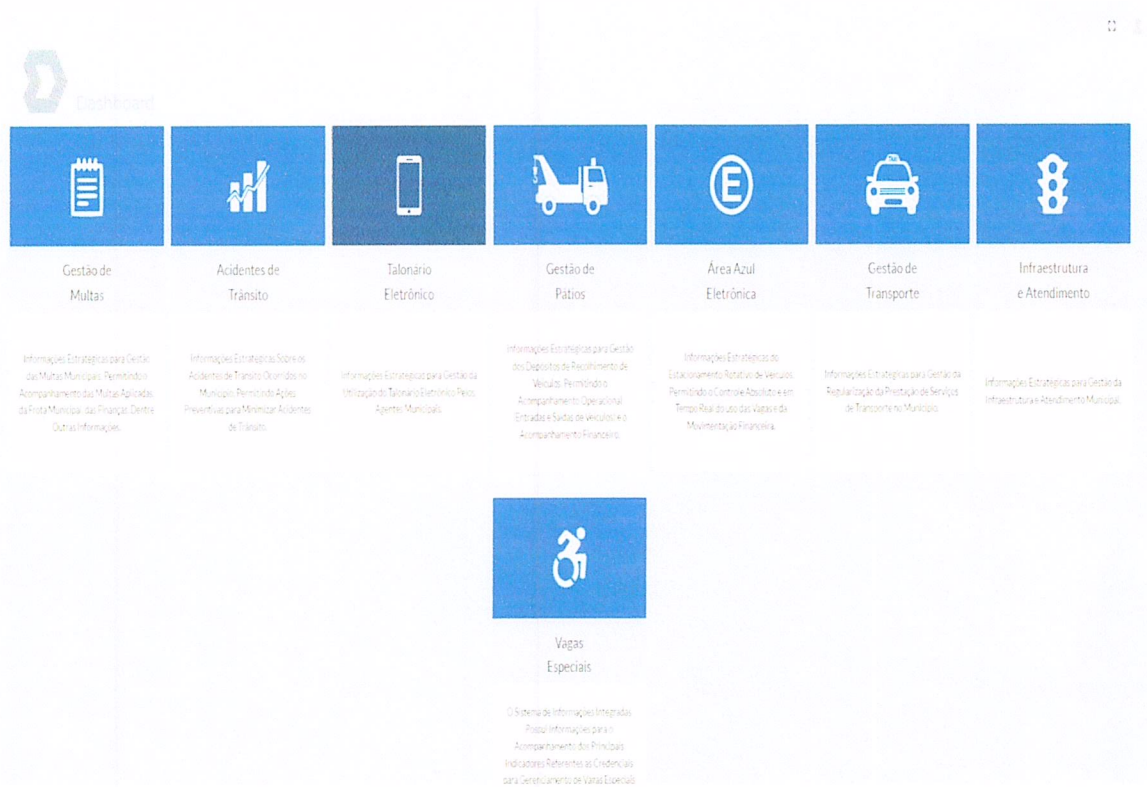 Dashboard
Gestão de
Multas
Informações Estratégicas para Gestão
das Multas Municipais. Permitindo o
Acompanhamento das Multas Aplicadas,
da Frota Municipal, das Finanças, Dentre
Outras Informações.
Acidentes de
Trânsito
Informações Estratégicas Sobre os
Acidentes de Trânsito Ocorridos no
Município, Permitindo Ações
Preventivas para Minimizar Acidentes
de Trânsito.
Talonário
Eletrônico
Informações Estratégicas para Gestão da
Utilização do Talonário Eletrônico Pelos
Agentes Municipais.
Gestão de
Pátios
Informações Estratégicas para Gestão
dos Depósitos de Recolhimento de
Veículos. Permitindo o
Acompanhamento Operacional,
Entradas e Saídas de Veículos e o
Acompanhamento Financeiro.
E
Área Azul
Eletrônica
Informações Estratégicas do
Estacionamento Rotativo de Veículos,
Permitindo o Controle Absoluto e em
Tempo Real do uso das Vagas e da
Movimentação Financeira.
TAXI
Gestão de
Transporte
Informações Estratégicas para Gestão da
Regularização da Prestação de Serviços
de Transporte no Município.
Infraestrutura
e Atendimento
Informações Estratégicas para Gestão da
Infraestrutura e Atendimento Municipal.
Vagas
Especiais
O Sistema de Informações Integradas
Possui Informações para o
Acompanhamento dos Principais
Indicadores Referentes as Credenciais
para Gerenciamento de Vagas Especiais